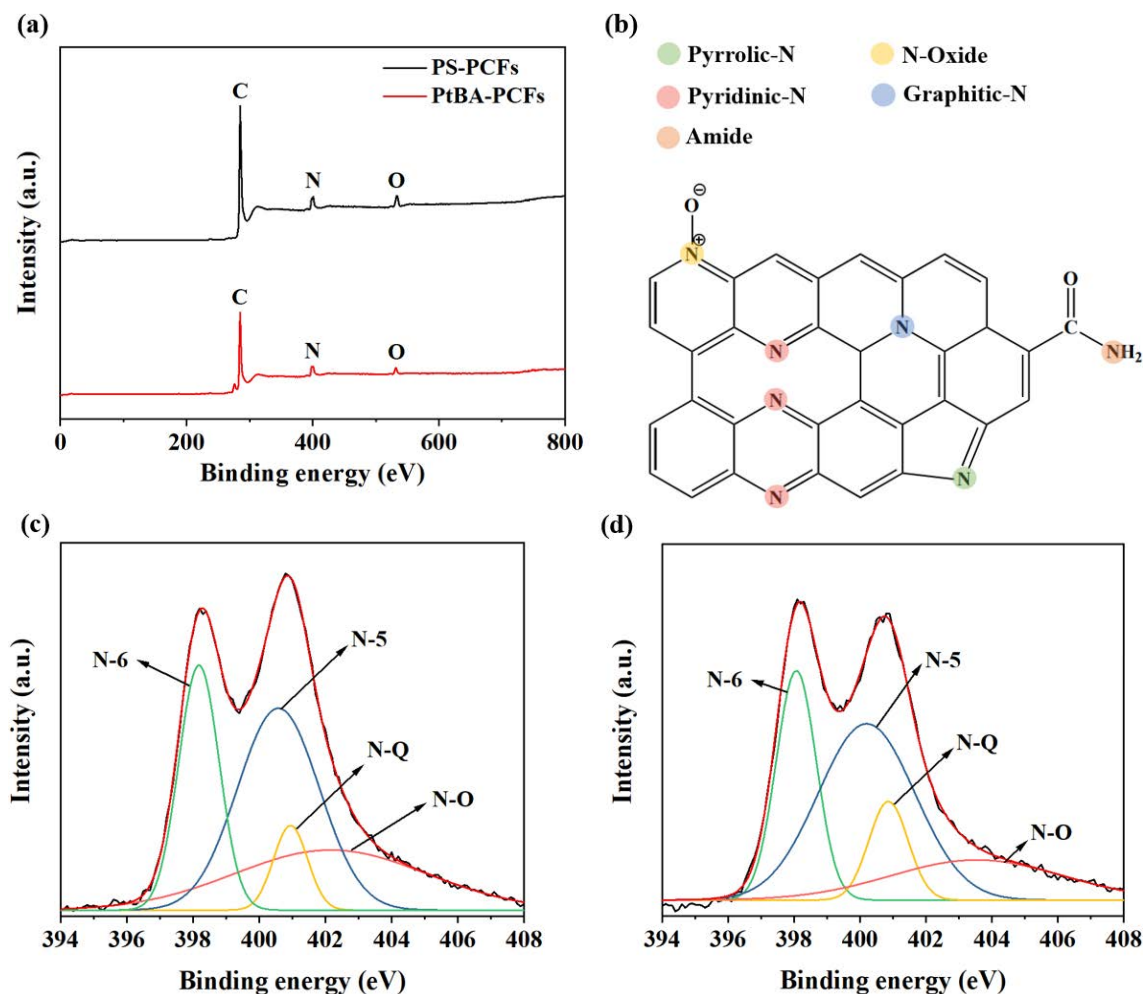 (a)
PS-PCFs
PtBA-PCFs
C
N
O
C
N
O
Intensity (a.u.)
0 200 400 600 800
Binding energy (eV)
(b)
Pyrrolic-N
N-Oxide
Pyridinic-N
Graphitic-N
Amide
O⊖
N⊕
O
N
C
N
NH2
N
N
N
(c)
N-6
N-5
N-Q
N-O
Intensity (a.u.)
394 396 398 400 402 404 406 408
Binding energy (eV)
(d)
N-6
N-5
N-Q
N-O
Intensity (a.u.)
394 396 398 400 402 404 406 408
Binding energy (eV)